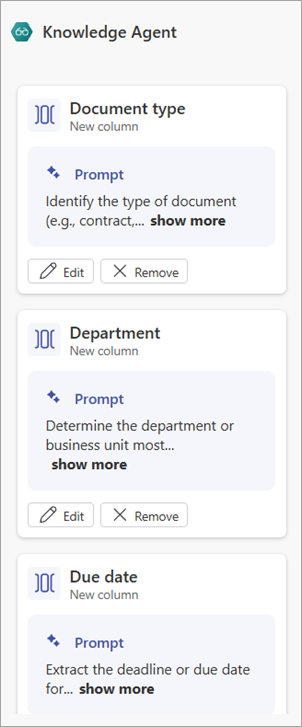 Knowledge Agent
Document type
New column
Prompt
Identify the type of document
(e.g., contract,... show more
Edit Remove
Department
New column
Prompt
Determine the department or
business unit most...
show more
Edit Remove
Due date
New column
Prompt
Extract the deadline or due date
for... show more